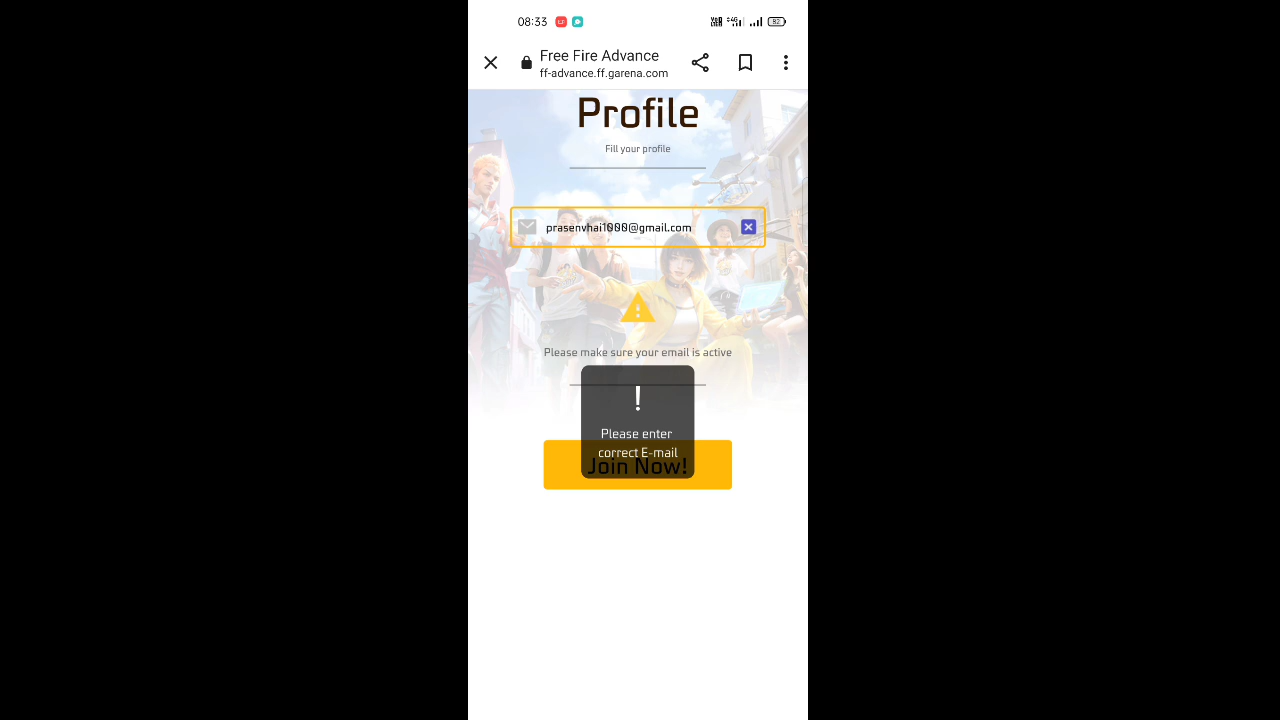 08:33
82
Free Fire Advance
ff-advance.ff.garena.com
Profile
Fill your profile
prasenvhai1000@gmail.com
Please make sure your email is active
!
Please enter
correct E-mail
Join Now!